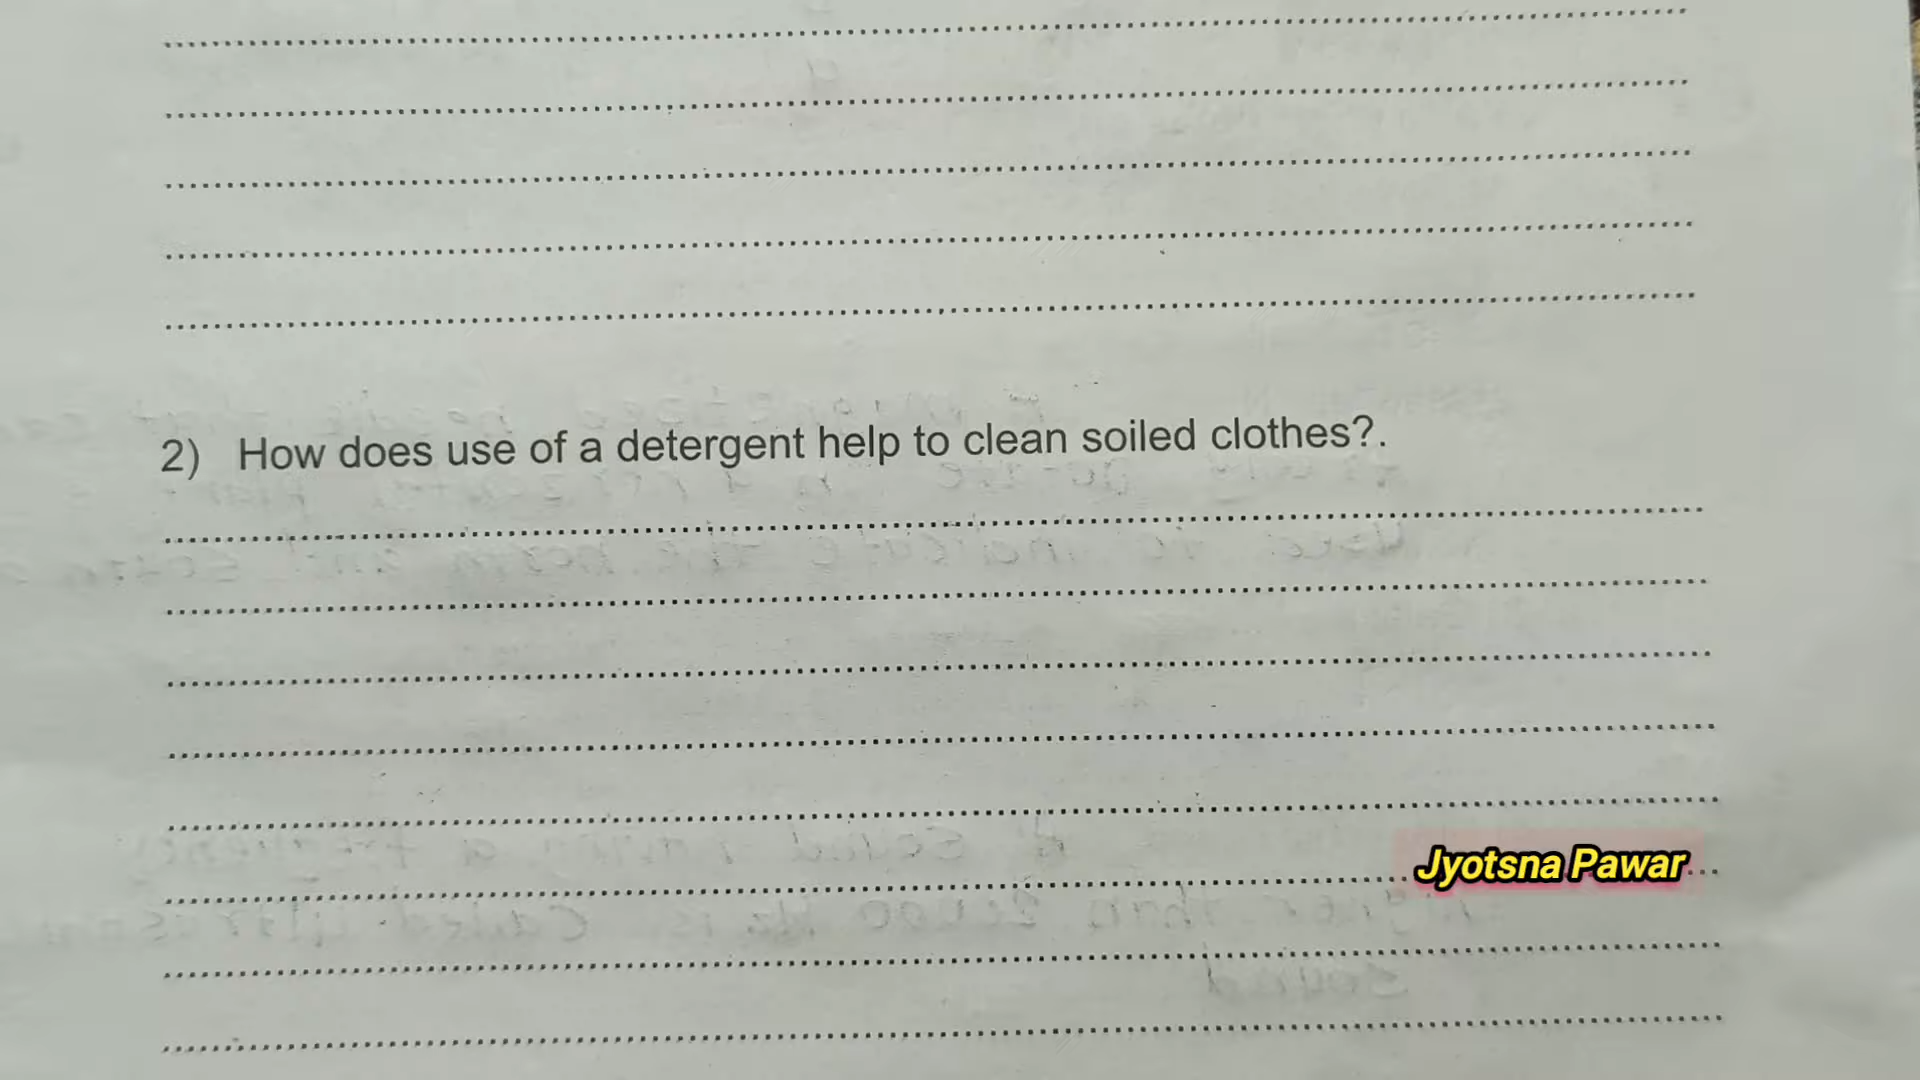 2) How does use of a detergent help to clean soiled clothes?.
Jyotsna Pawar